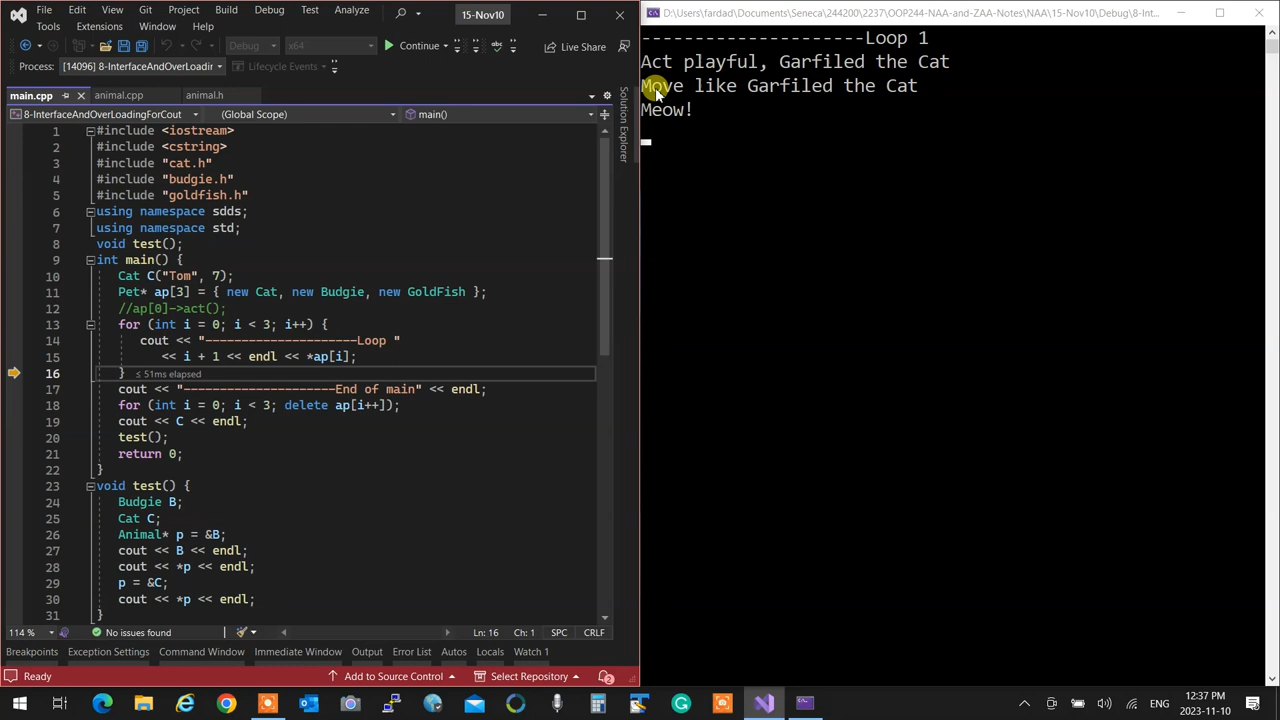 File Edit View Git Project Build Debug Test Analyze
Tools Extensions Window Help
15-Nov10
Debug x64 Continue Live Share
Process: [14096] 8-InterfaceAndOverLoadir Lifecycle Events
main.cpp animal.cpp animal.h
8-InterfaceAndOverLoadingForCout (Global Scope) main()
1 #include <iostream>
2 #include <cstring>
3 #include "cat.h"
4 #include "budgie.h"
5 #include "goldfish.h"
6 using namespace sdds;
7 using namespace std;
8 void test();
9 int main() {
10 Cat C("Tom", 7);
11 Pet* ap[3] = { new Cat, new Budgie, new GoldFish };
12 //ap[0]->act();
13 for (int i = 0; i < 3; i++) {
14 cout << "---------------------Loop "
15 << i + 1 << endl << *ap[i];
16 } ≤ 51ms elapsed
17 cout << "---------------------End of main" << endl;
18 for (int i = 0; i < 3; delete ap[i++]);
19 cout << C << endl;
20 test();
21 return 0;
22 }
23 void test() {
24 Budgie B;
25 Cat C;
26 Animal* p = &B;
27 cout << B << endl;
28 cout << *p << endl;
29 p = &C;
30 cout << *p << endl;
31 }
114 % No issues found Ln: 16 Ch: 1 SPC CRLF
Breakpoints Exception Settings Command Window Immediate Window Output Error List Autos Locals Watch 1
Ready Add to Source Control Select Repository 2
Solution Explorer
D:\Users\fardad\Documents\Seneca\244200\2237\OOP244-NAA-and-ZAA-Notes\NAA\15-Nov10\Debug\8-Int...
---------------------Loop 1
Act playful, Garfiled the Cat
Move like Garfiled the Cat
Meow!
ENG
12:37 PM
2023-11-10